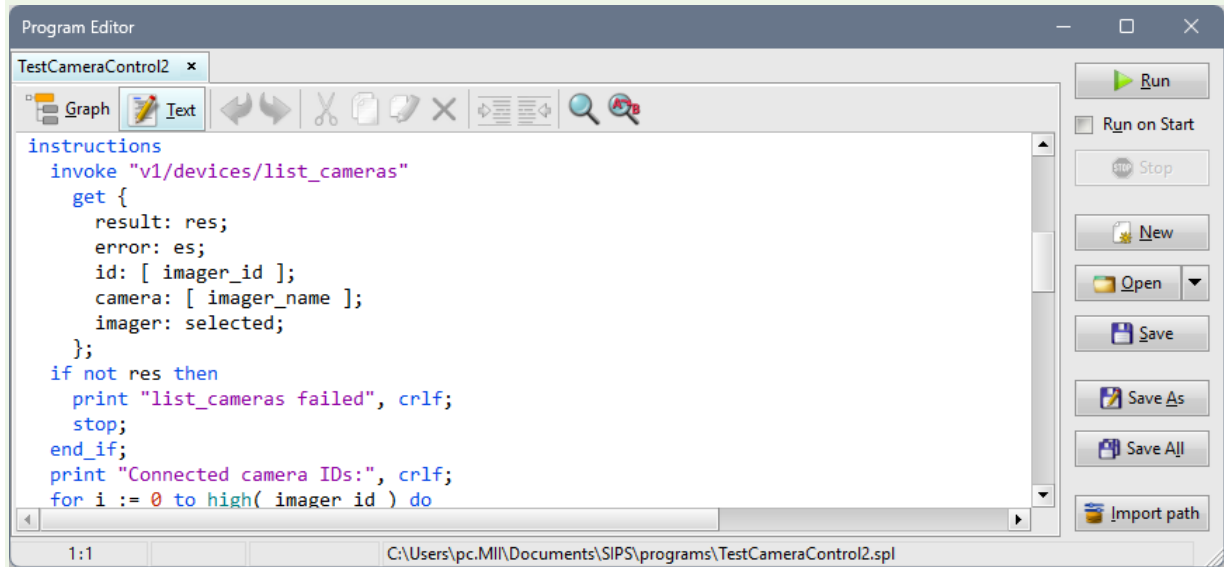 Program Editor
TestCameraControl2
Graph
Text
instructions
invoke "v1/devices/list_cameras"
get {
result: res;
error: es;
id: [ imager_id ];
camera: [ imager_name ];
imager: selected;
};
if not res then
print "list_cameras failed", crlf;
stop;
end_if;
print "Connected camera IDs:", crlf;
for i := 0 to high( imager_id ) do
1:1
C:\Users\pc.MII\Documents\SIPS\programs\TestCameraControl2.spl
Run
Run on Start
Stop
New
Open
Save
Save As
Save All
Import path